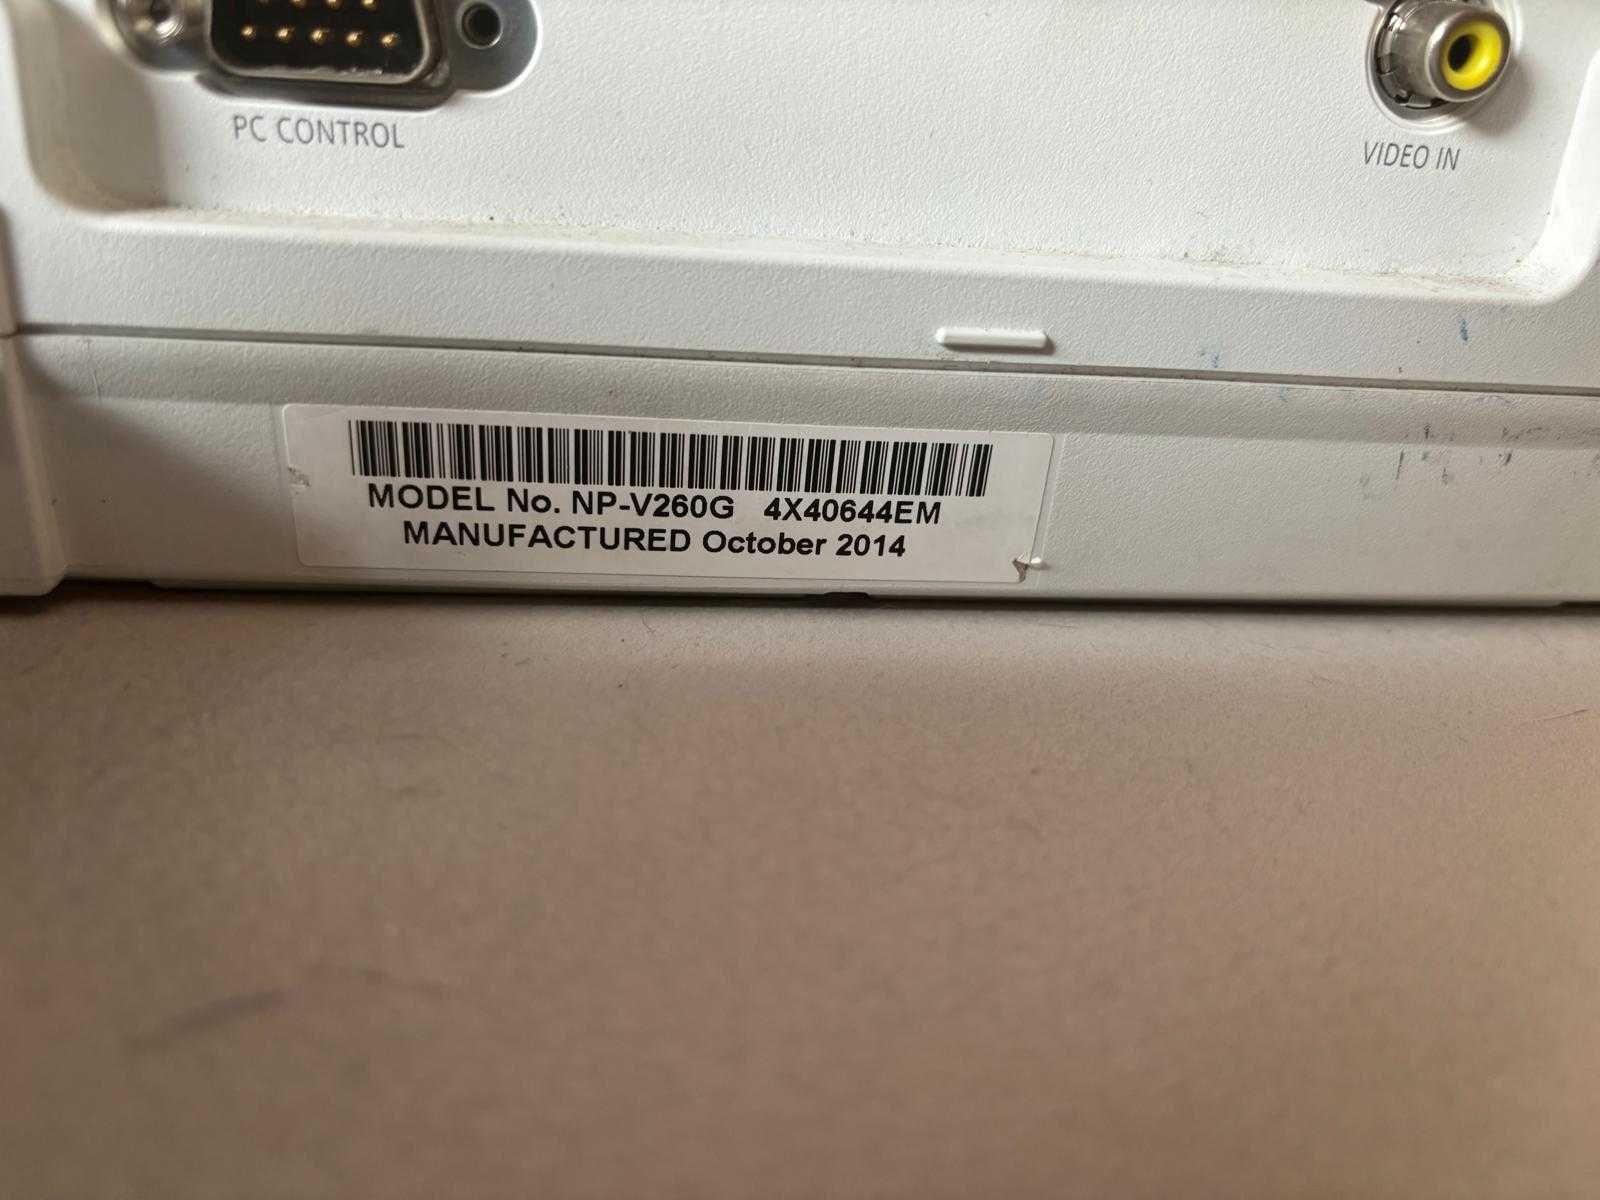 PC CONTROL
VIDEO IN
MODEL No. NP-V260G 4X40644EM
MANUFACTURED October 2014